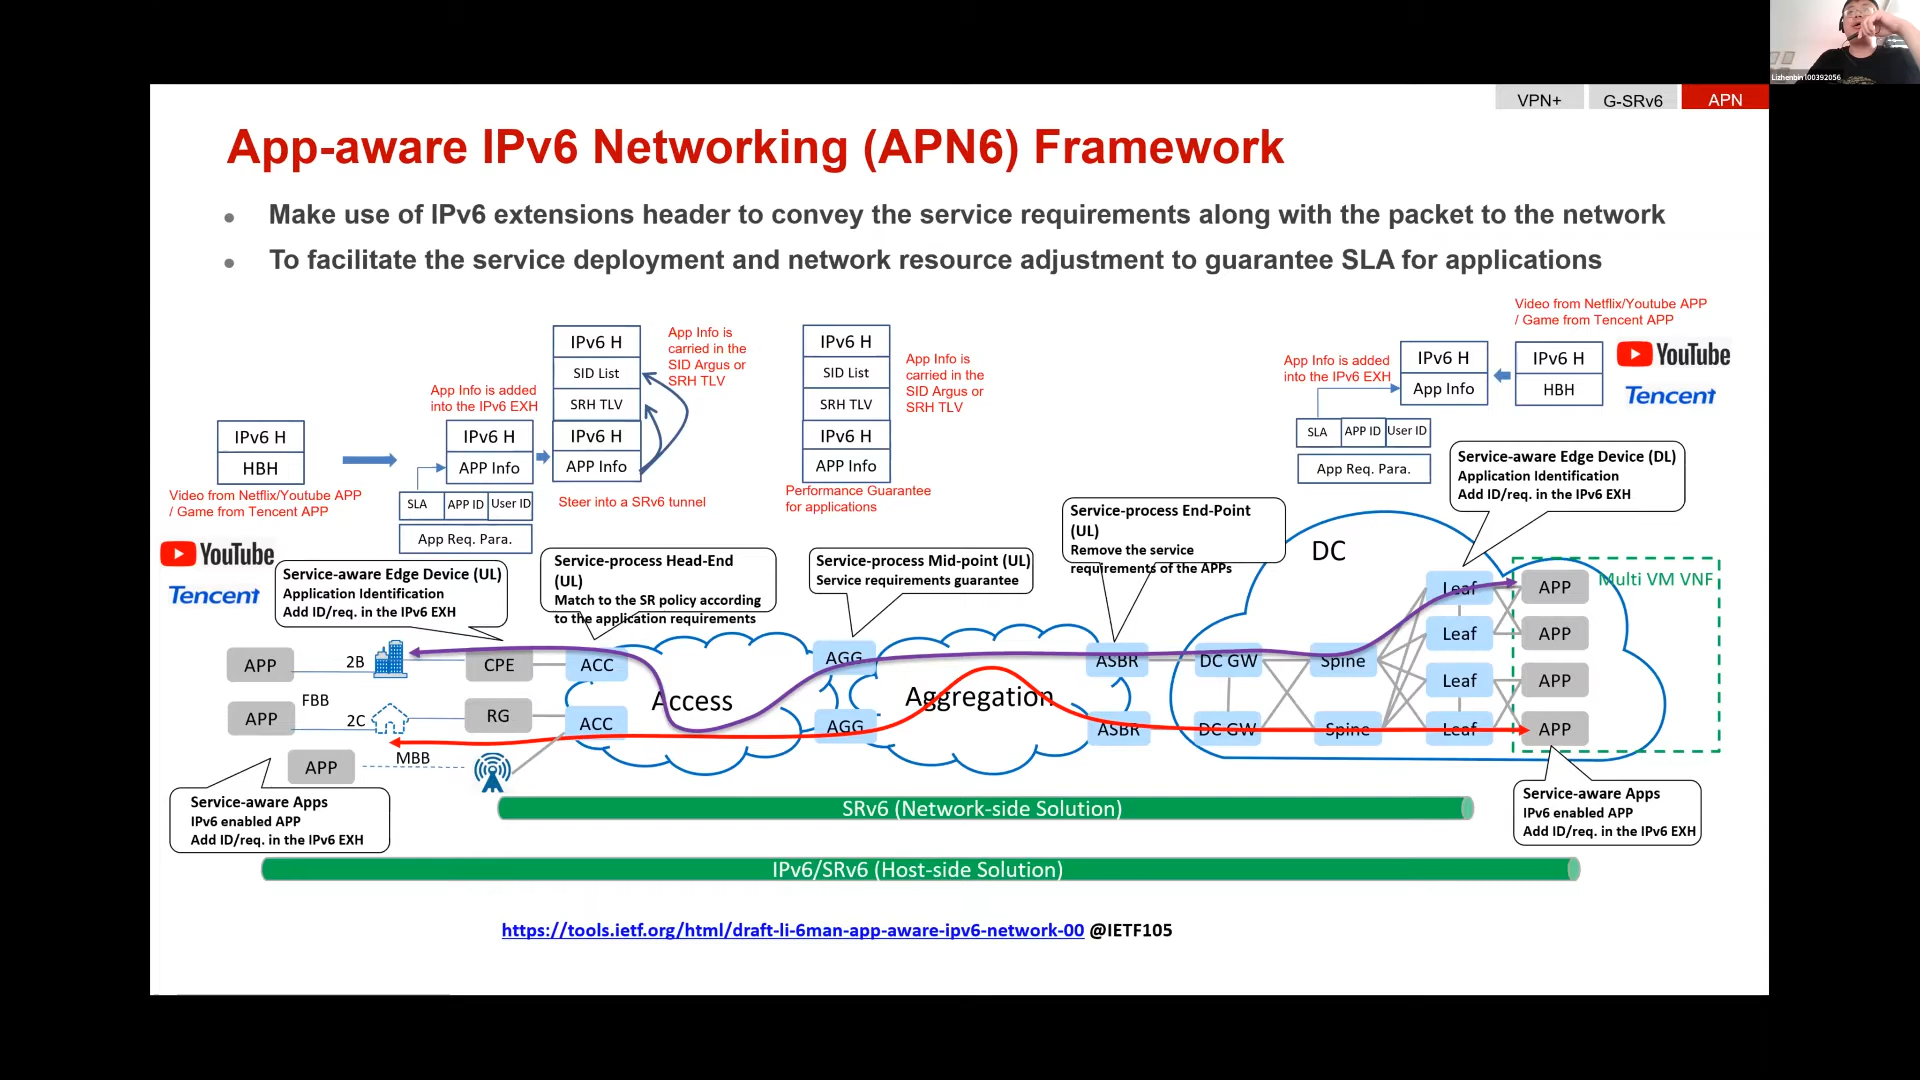 Lizhenbin100392056
VPN+
G-SRv6
APN
App-aware IPv6 Networking (APN6) Framework
• Make use of IPv6 extensions header to convey the service requirements along with the packet to the network
• To facilitate the service deployment and network resource adjustment to guarantee SLA for applications
IPv6 H
HBH
Video from Netflix/Youtube APP
/ Game from Tencent APP
YouTube
Tencent
App Info is added
into the IPv6 EXH
IPv6 H
APP Info
SLA
APP ID
User ID
App Req. Para.
IPv6 H
SID List
SRH TLV
IPv6 H
APP Info
App Info is
carried in the
SID Argus or
SRH TLV
Steer into a SRv6 tunnel
IPv6 H
SID List
SRH TLV
IPv6 H
APP Info
App Info is
carried in the
SID Argus or
SRH TLV
Performance Guarantee
for applications
Video from Netflix/Youtube APP
/ Game from Tencent APP
App Info is added
into the IPv6 EXH
IPv6 H
App Info
IPv6 H
HBH
YouTube
Tencent
SLA
APP ID
User ID
App Req. Para.
Service-aware Edge Device (UL)
Application Identification
Add ID/req. in the IPv6 EXH
Service-process Head-End
(UL)
Match to the SR policy according
to the application requirements
Service-process Mid-point (UL)
Service requirements guarantee
Service-process End-Point
(UL)
Remove the service
requirements of the APPs
Service-aware Edge Device (DL)
Application Identification
Add ID/req. in the IPv6 EXH
DC
Multi VM VNF
APP
2B
CPE
ACC
AGG
ASBR
DC GW
Spine
Leaf
APP
Leaf
APP
Leaf
APP
Leaf
APP
FBB
APP
2C
RG
ACC
Access
AGG
Aggregation
ASBR
DC GW
Spine
APP
MBB
Service-aware Apps
IPv6 enabled APP
Add ID/req. in the IPv6 EXH
Service-aware Apps
IPv6 enabled APP
Add ID/req. in the IPv6 EXH
SRv6 (Network-side Solution)
IPv6/SRv6 (Host-side Solution)
https://tools.ietf.org/html/draft-li-6man-app-aware-ipv6-network-00 @IETF105